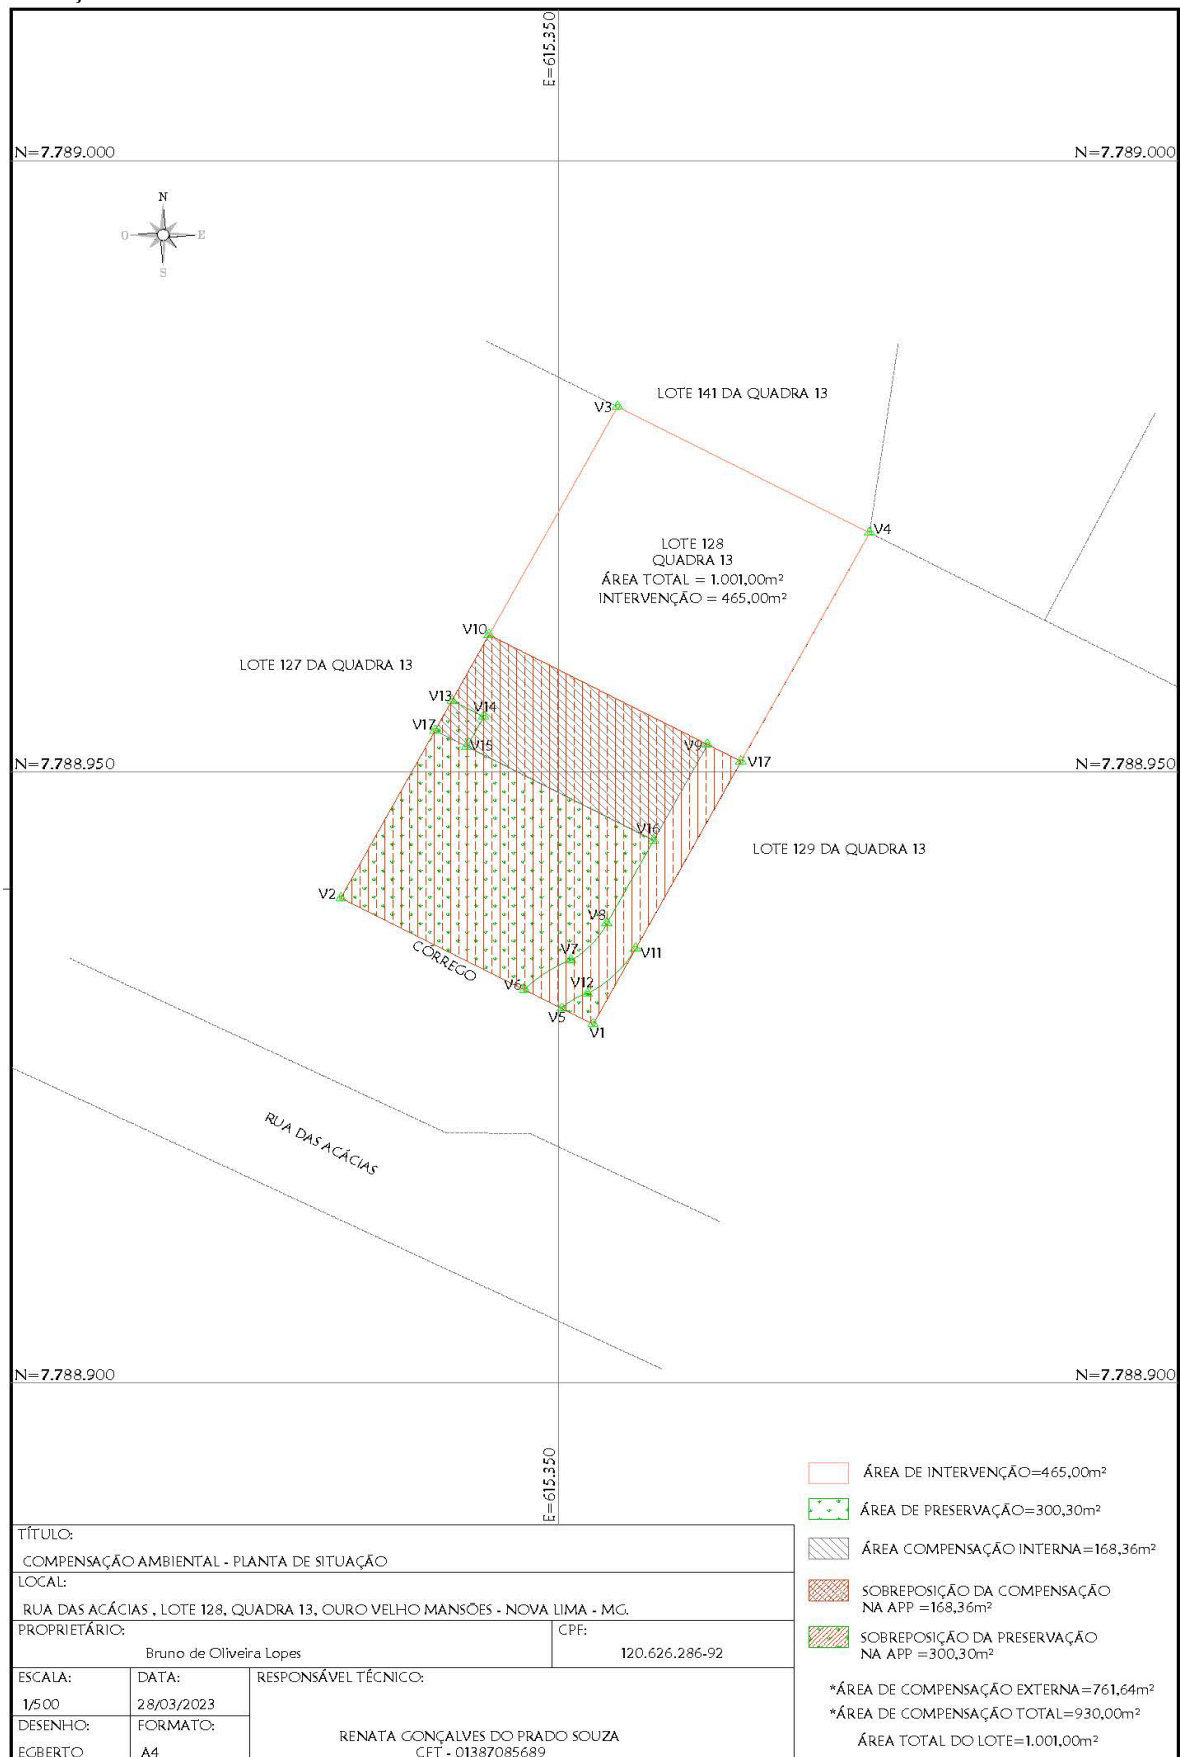 E=615.350
N=7.789.000
N=7.789.000
N
O
E
S
LOTE 141 DA QUADRA 13
V3
V4
LOTE 128
QUADRA 13
ÁREA TOTAL = 1.001,00m²
INTERVENÇÃO = 465,00m²
V10
LOTE 127 DA QUADRA 13
V13
V14
V17
V15
V9
V17
N=7.788.950
N=7.788.950
V16
LOTE 129 DA QUADRA 13
V2
V8
CÓRREGO
V7
V11
V6
V12
V5
V1
RUA DAS ACÁCIAS
N=7.788.900
N=7.788.900
E=615.350
ÁREA DE INTERVENÇÃO=465,00m²
ÁREA DE PRESERVAÇÃO=300,30m²
ÁREA COMPENSAÇÃO INTERNA=168,36m²
SOBREPOSIÇÃO DA COMPENSAÇÃO
NA APP =168,36m²
SOBREPOSIÇÃO DA PRESERVAÇÃO
NA APP =300,30m²
*ÁREA DE COMPENSAÇÃO EXTERNA=761,64m²
*ÁREA DE COMPENSAÇÃO TOTAL=930,00m²
ÁREA TOTAL DO LOTE=1.001,00m²
TÍTULO:
COMPENSAÇÃO AMBIENTAL - PLANTA DE SITUAÇÃO
LOCAL:
RUA DAS ACÁCIAS , LOTE 128, QUADRA 13, OURO VELHO MANSÕES - NOVA LIMA - MG.
PROPRIETÁRIO:
Bruno de Oliveira Lopes
CPF:
120.626.286-92
ESCALA:
1/500
DATA:
28/03/2023
RESPONSÁVEL TÉCNICO:
DESENHO:
EGBERTO
FORMATO:
A4
RENATA GONÇALVES DO PRADO SOUZA
CFT - 01387085689